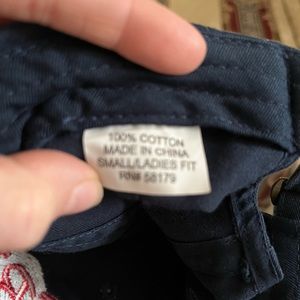 100% COTTON
MADE IN CHINA
SMALL/LADIES FIT
RN# 58179